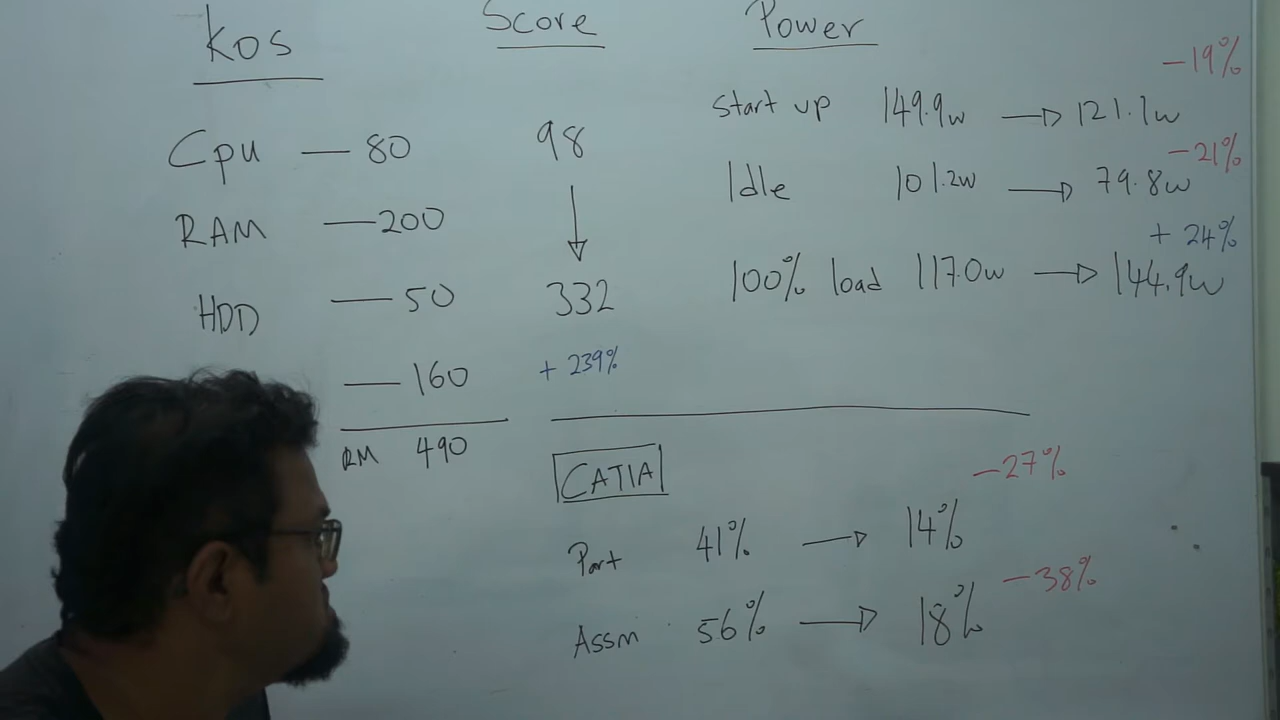 Kos
Cpu — 80
RAM — 200
HDD — 50
— 160
RM 490
Score
98
↓
332
+ 239%
Power
-19%
Start up 149.9w → 121.1w
-21%
Idle 101.2w → 79.8w
+ 24%
100% load 117.0w → 144.9w
CATIA
-27%
Part 41% → 14%
-38%
Assm 56% → 18%